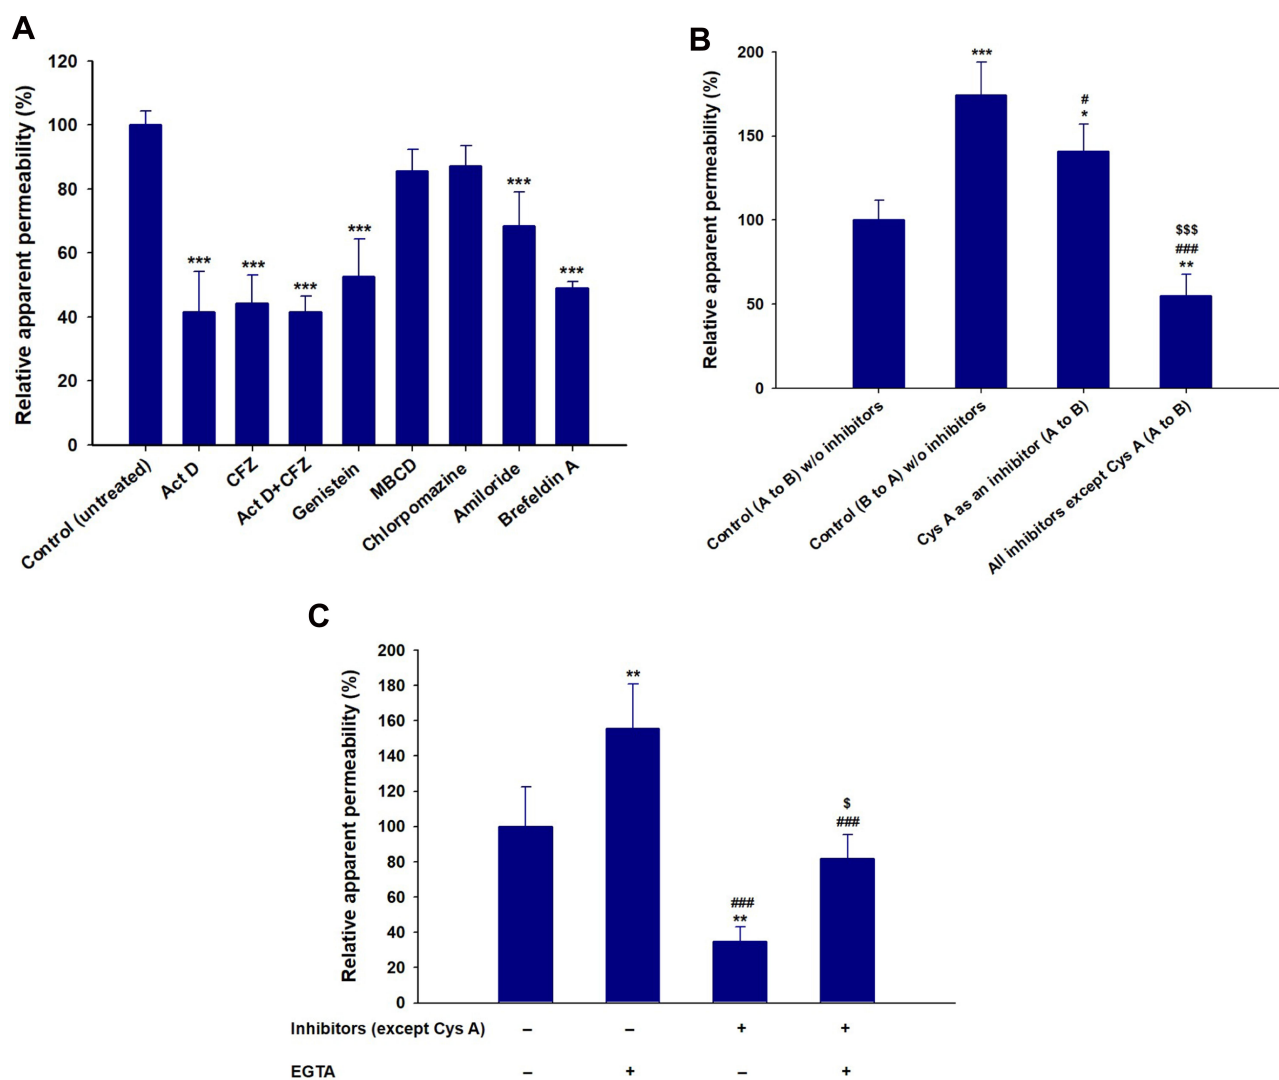 A
Relative apparent permeability (%)
120
100
80
60
40
20
0
***
***
***
***
***
***
Control (untreated)
Act D
CFZ
Act D+CFZ
Genistein
MBCD
Chlorpomazine
Amiloride
Brefeldin A
B
Relative apparent permeability (%)
200
150
100
50
0
***
#
*
$$$
###
**
Control (A to B) w/o inhibitors
Control (B to A) w/o inhibitors
Cys A as an inhibitor (A to B)
All inhibitors except Cys A (A to B)
C
Relative apparent permeability (%)
200
180
160
140
120
100
80
60
40
20
0
**
###
**
$
###
Inhibitors (except Cys A) – – + +
EGTA – + – +